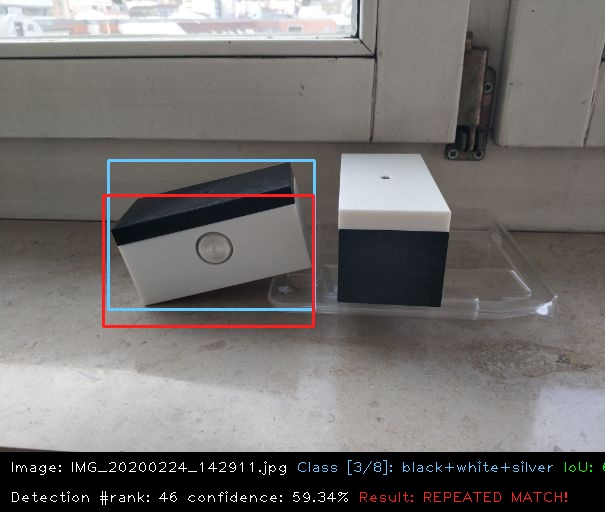 Image: IMG_20200224_142911.jpg Class [3/8]: black+white+silver IoU:
Detection #rank: 46 confidence: 59.34% Result: REPEATED MATCH!